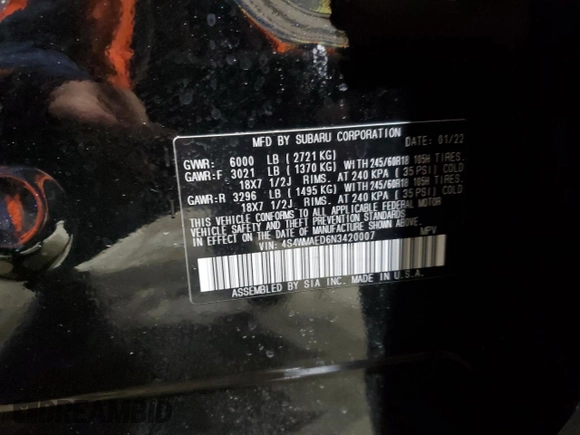 MFD BY SUBARU CORPORATION DATE: 01/22
GVWR: 6000 LB ( 2721 KG)
GAWR:F 3021 LB ( 1370 KG) WITH 245/60R18 105H TIRES.
18X7 1/2J RIMS. AT 240 KPA ( 35 PSI) COLD
GAWR:R 3296 LB ( 1495 KG) WITH 245/60R18 105H TIRES.
18X7 1/2J RIMS. AT 240 KPA ( 35 PSI) COLD
THIS VEHICLE CONFORMS TO ALL APPLICABLE FEDERAL MOTOR
VEHICLE SAFETY AND THEFT PREVENTION STANDARDS
IN EFFECT ON THE DATE OF MANUFACTURE SHOWN ABOVE.
VIN: 4S4WMAED6N3420007 MPV
ASSEMBLED BY SIA INC. MADE IN U.S.A.
DREAMBID